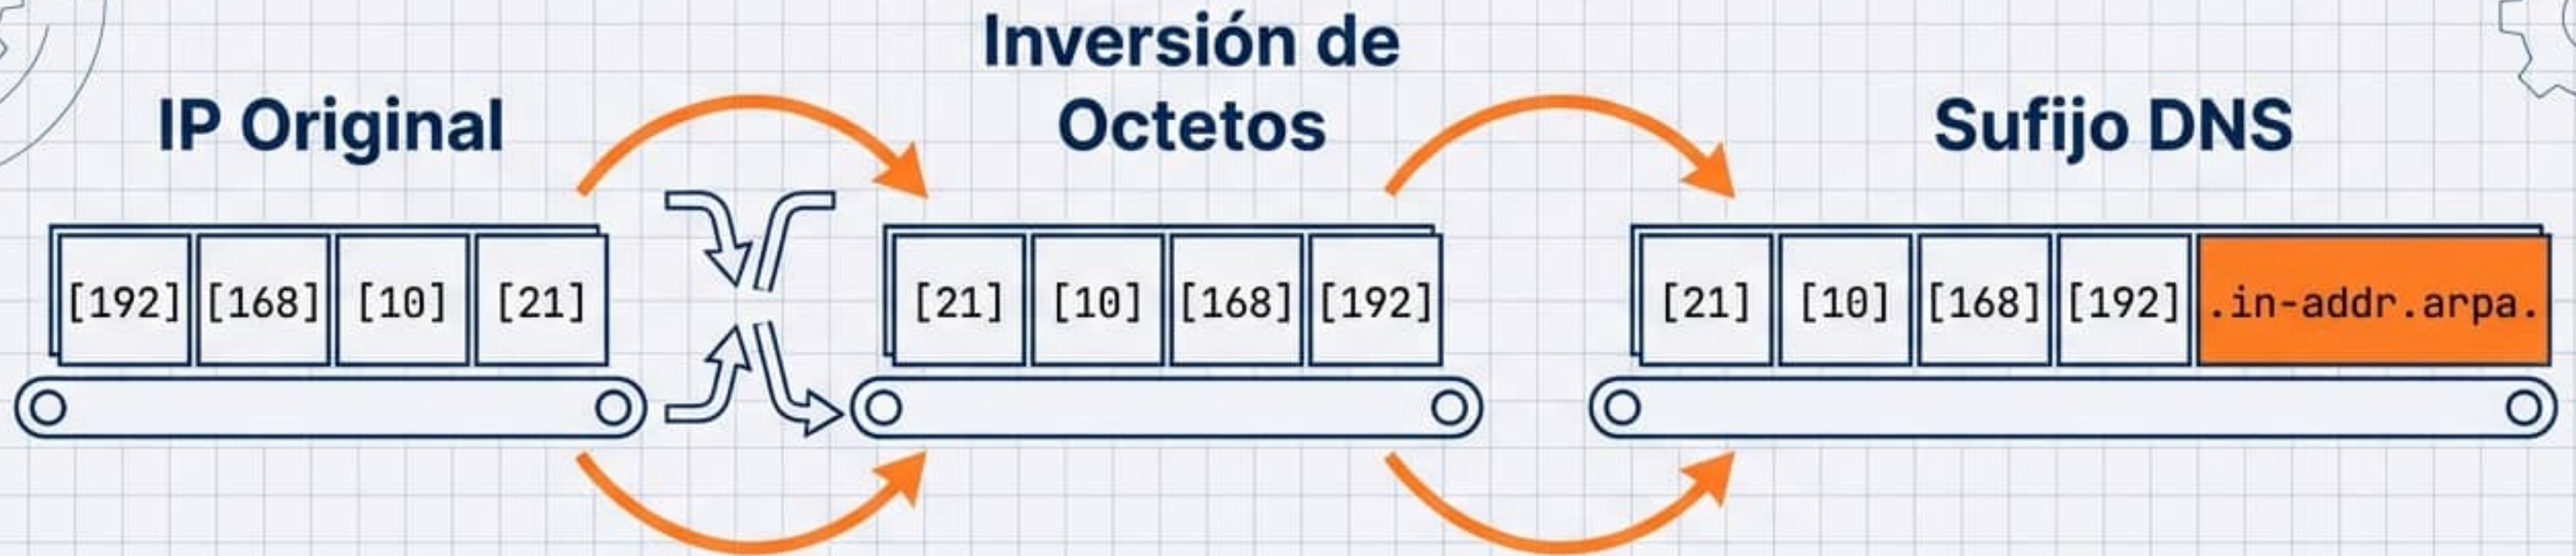 IP Original
[192] [168] [10] [21]
Inversión de
Octetos
[21] [10] [168] [192]
Sufijo DNS
[21] [10] [168] [192] .in-addr.arpa.